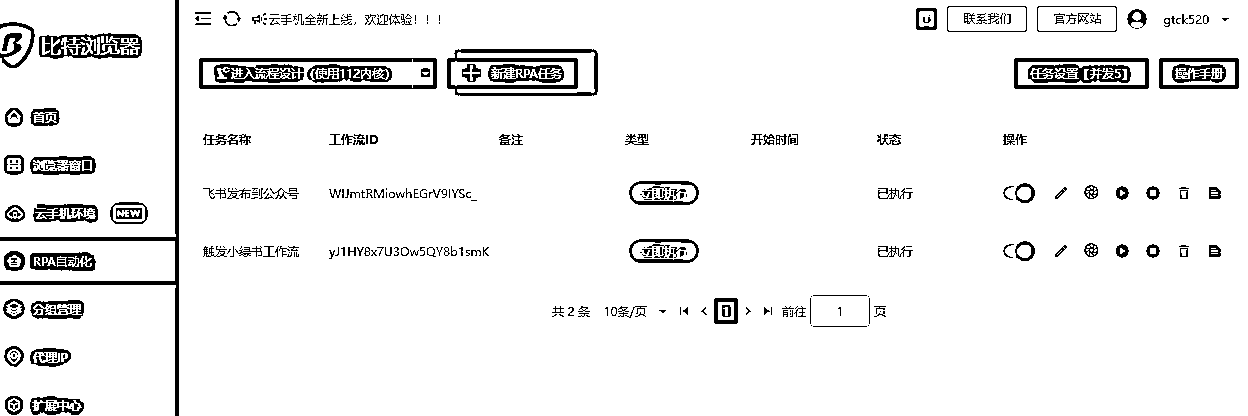 云手机全新上线，欢迎体验！！！
联系我们
官方网站
gtck520
比特浏览器
进入流程设计 (使用112内核)
新建RPA任务
任务设置 [并发5]
操作手册
首页
浏览器窗口
云手机环境 NEW
RPA自动化
分组管理
代理IP
扩展中心
任务名称 工作流ID 备注 类型 开始时间 状态 操作
飞书发布到公众号 WIJmtRMiowhEGrV9IYSc_ 立即执行 已执行
触发小绿书工作流 yJ1HY8x7U3Ow5QY8b1smK 立即执行 已执行
共 2 条 10条/页 1 前往 1 页